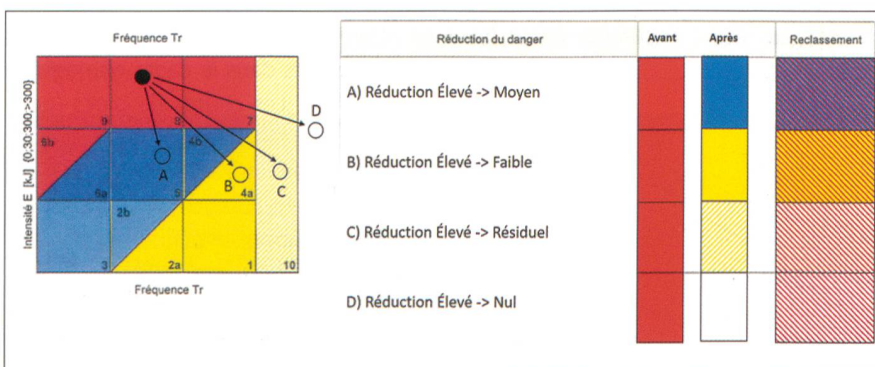 Fréquence Tr
Intensité E [kJ] {0;30;300;>300}
9 8 7
5b 4b
6a 5 4a
2b
3 2a 1 10
A
B
C
D
Fréquence Tr
Réduction du danger Avant Après Reclassement
A) Réduction Élevé -> Moyen
B) Réduction Élevé -> Faible
C) Réduction Élevé -> Résiduel
D) Réduction Élevé -> Nul